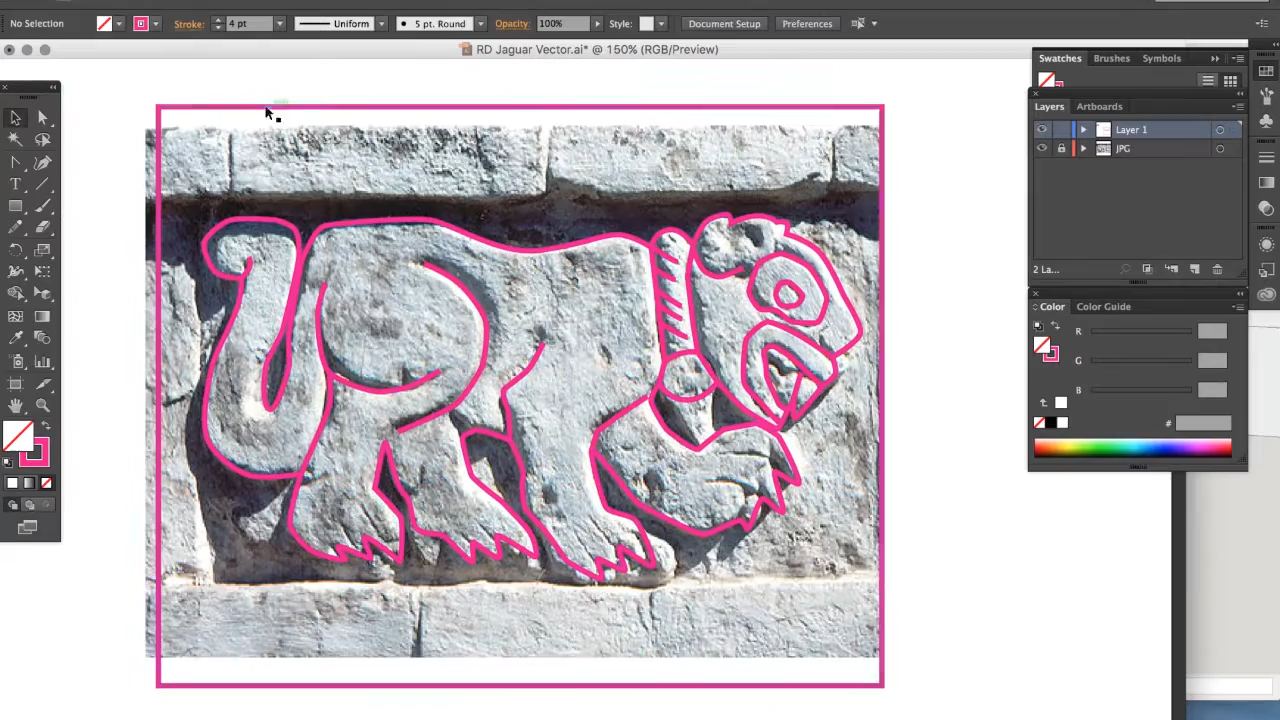 No Selection Stroke: 4 pt Uniform 5 pt. Round Opacity: 100% Style: Document Setup Preferences
RD Jaguar Vector.ai* @ 150% (RGB/Preview)
Swatches Brushes Symbols
Layers Artboards
Layer 1
JPG
2 La...
Color Color Guide
R
G
B
#